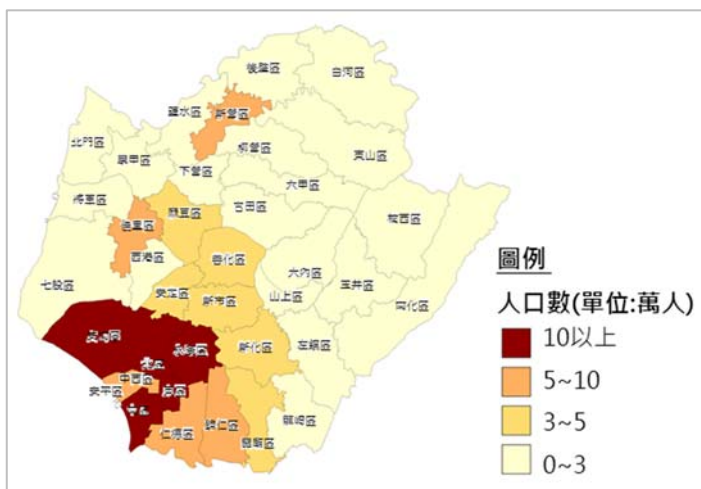 後壁區
白河區
鹽水區
新營區
北門區
學甲區
柳營區
東山區
下營區
六甲區
將軍區
麻豆區
官田區
楠西區
佳里區
西港區
善化區
大內區
玉井區
七股區
安定區
新市區
山上區
南化區
左鎮區
新化區
永康區
中西區
安平區
仁德區
歸仁區
關廟區
龍崎區
圖例
人口數(單位:萬人)
10以上
5~10
3~5
0~3